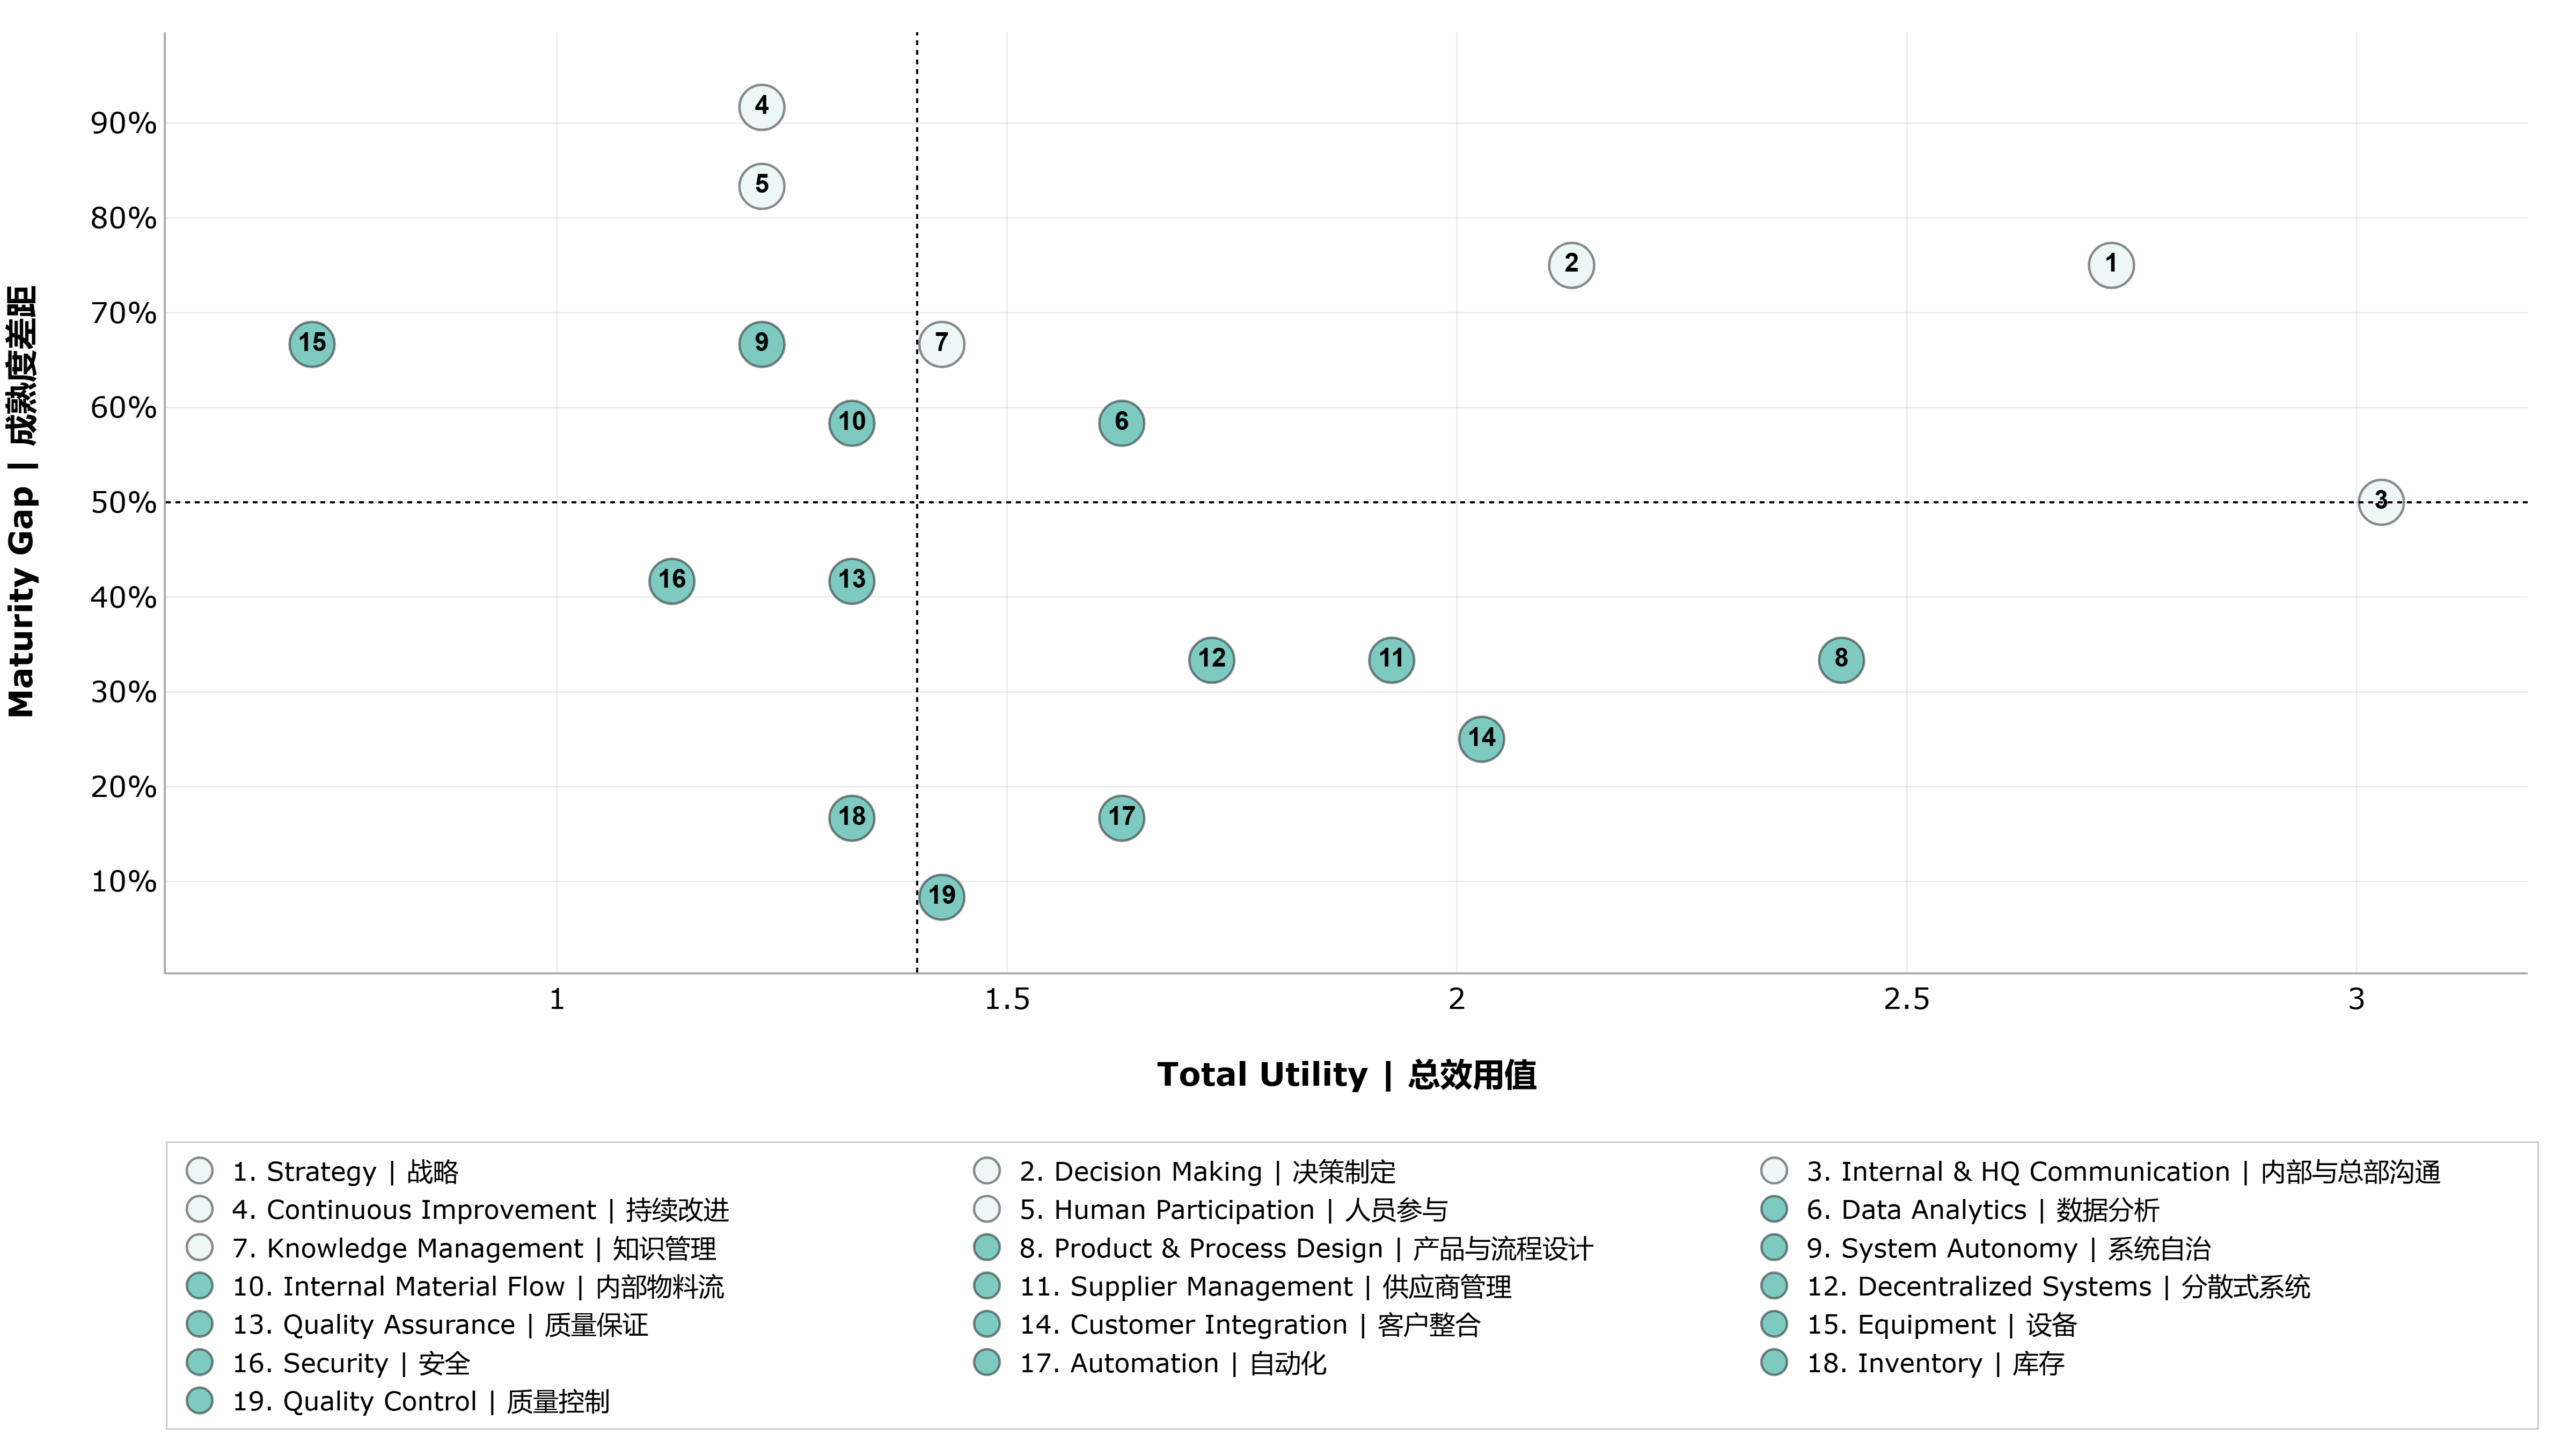 4
90%
5
80%
2
1
70%
15
9
7
60%
10
6
50%
3
16
13
40%
12
11
8
30%
14
20%
18
17
10%
19
Maturity Gap | 成熟度差距
1
1.5
2
2.5
3
Total Utility | 总效用值
1. Strategy | 战略
2. Decision Making | 决策制定
3. Internal & HQ Communication | 内部与总部沟通
4. Continuous Improvement | 持续改进
5. Human Participation | 人员参与
6. Data Analytics | 数据分析
7. Knowledge Management | 知识管理
8. Product & Process Design | 产品与流程设计
9. System Autonomy | 系统自治
10. Internal Material Flow | 内部物料流
11. Supplier Management | 供应商管理
12. Decentralized Systems | 分散式系统
13. Quality Assurance | 质量保证
14. Customer Integration | 客户整合
15. Equipment | 设备
16. Security | 安全
17. Automation | 自动化
18. Inventory | 库存
19. Quality Control | 质量控制